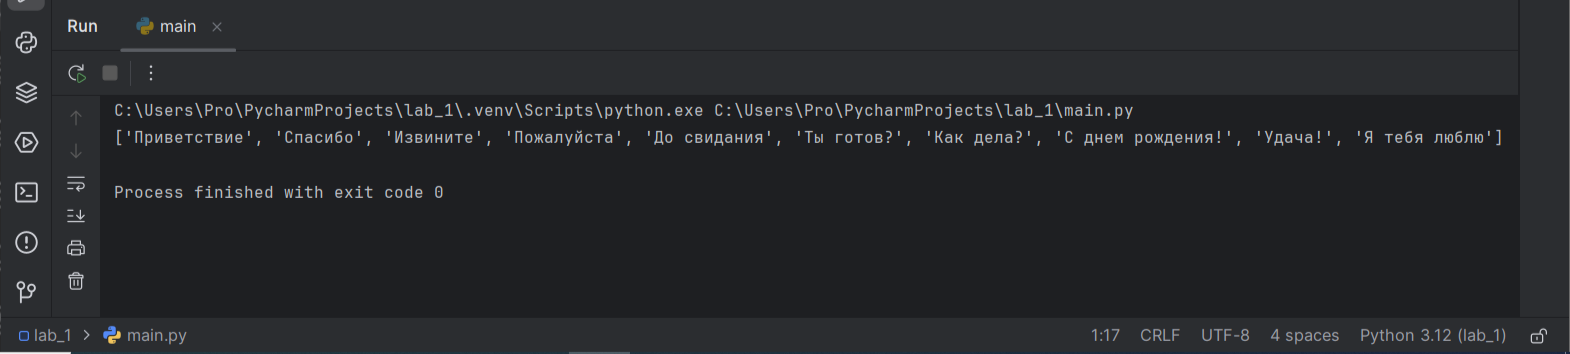 Run main
C:\Users\Pro\PycharmProjects\lab_1\.venv\Scripts\python.exe C:\Users\Pro\PycharmProjects\lab_1\main.py
['Приветствие', 'Спасибо', 'Извините', 'Пожалуйста', 'До свидания', 'Ты готов?', 'Как дела?', 'С днем рождения!', 'Удача!', 'Я тебя люблю']
Process finished with exit code 0
lab_1 > main.py 1:17 CRLF UTF-8 4 spaces Python 3.12 (lab_1)